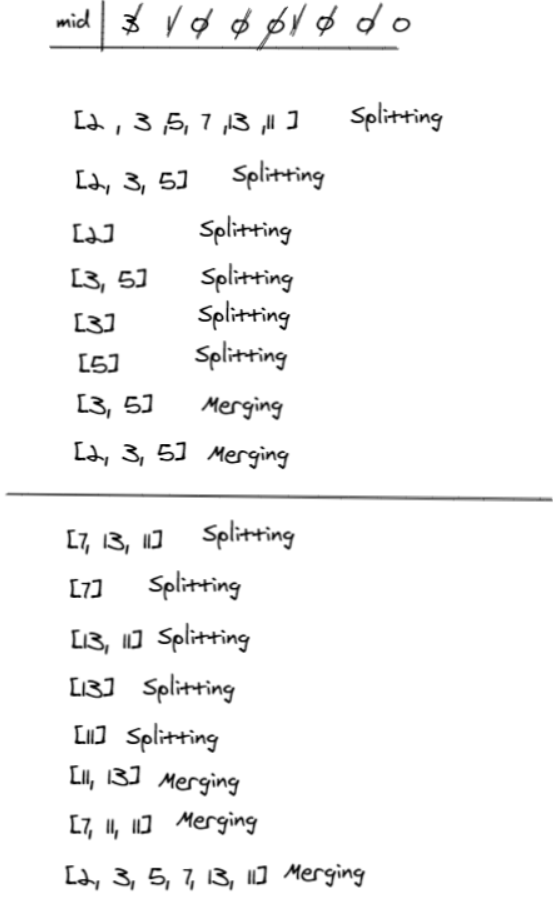 mid | 3 1 0 0 0 1 0 0 0
[2, 3, 5, 7, 13, 11] Splitting
[2, 3, 5] Splitting
[2] Splitting
[3, 5] Splitting
[3] Splitting
[5] Splitting
[3, 5] Merging
[2, 3, 5] Merging
[7, 13, 11] Splitting
[7] Splitting
[13, 11] Splitting
[13] Splitting
[11] Splitting
[11, 13] Merging
[7, 11, 11] Merging
[2, 3, 5, 7, 13, 11] Merging